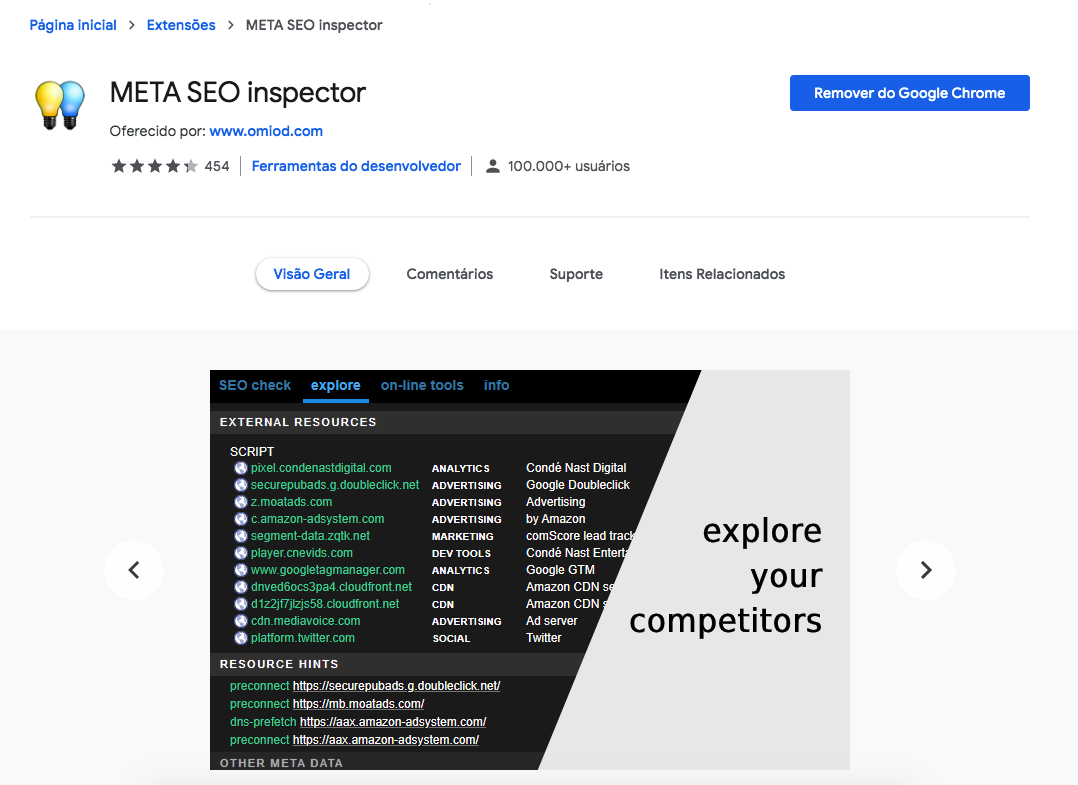 Página inicial > Extensões > META SEO inspector
META SEO inspector
Remover do Google Chrome
Oferecido por: www.omiod.com
454 Ferramentas do desenvolvedor 100.000+ usuários
Visão Geral Comentários Suporte Itens Relacionados
SEO check explore on-line tools info
EXTERNAL RESOURCES
SCRIPT
pixel.condenastdigital.com ANALYTICS Condé Nast Digital
securepubads.g.doubleclick.net ADVERTISING Google Doubleclick
z.moatads.com ADVERTISING Advertising
c.amazon-adsystem.com ADVERTISING by Amazon
segment-data.zqtk.net MARKETING comScore lead track
player.cnevids.com DEV TOOLS Condé Nast Enterta
www.googletagmanager.com ANALYTICS Google GTM
dnved6ocs3pa4.cloudfront.net CDN Amazon CDN se
d1z2jf7jlzjs58.cloudfront.net CDN Amazon CDN s
cdn.mediavoice.com ADVERTISING Ad server
platform.twitter.com SOCIAL Twitter
RESOURCE HINTS
preconnect https://securepubads.g.doubleclick.net/
preconnect https://mb.moatads.com/
dns-prefetch https://aax.amazon-adsystem.com/
preconnect https://aax.amazon-adsystem.com/
OTHER META DATA
explore
your
competitors